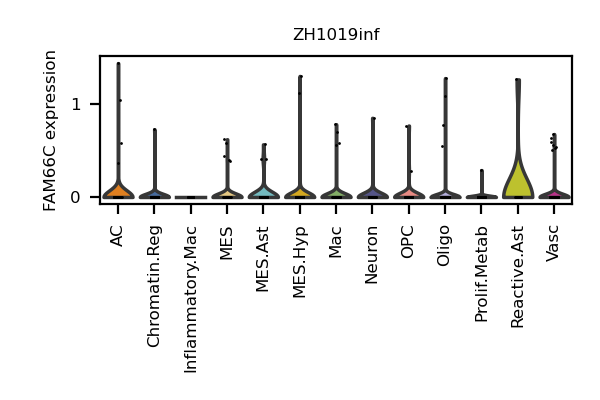 ZH1019inf
FAM66C expression
1
0
AC
Chromatin.Reg
Inflammatory.Mac
MES
MES.Ast
MES.Hyp
Mac
Neuron
OPC
Oligo
Prolif.Metab
Reactive.Ast
Vasc